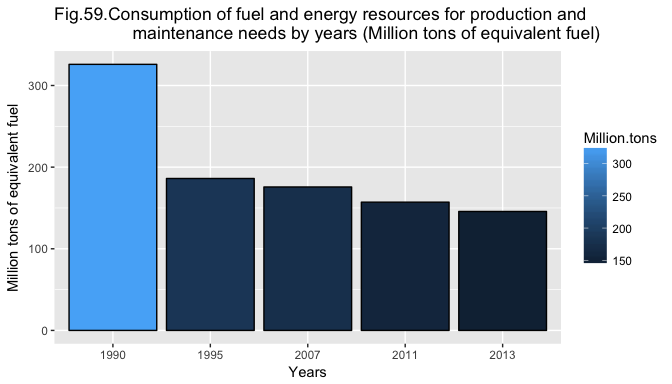 Fig.59.Consumption of fuel and energy resources for production and
maintenance needs by years (Million tons of equivalent fuel)
Million tons of equivalent fuel
300
200
100
0
1990
1995
2007
2011
2013
Years
Million.tons
300
250
200
150